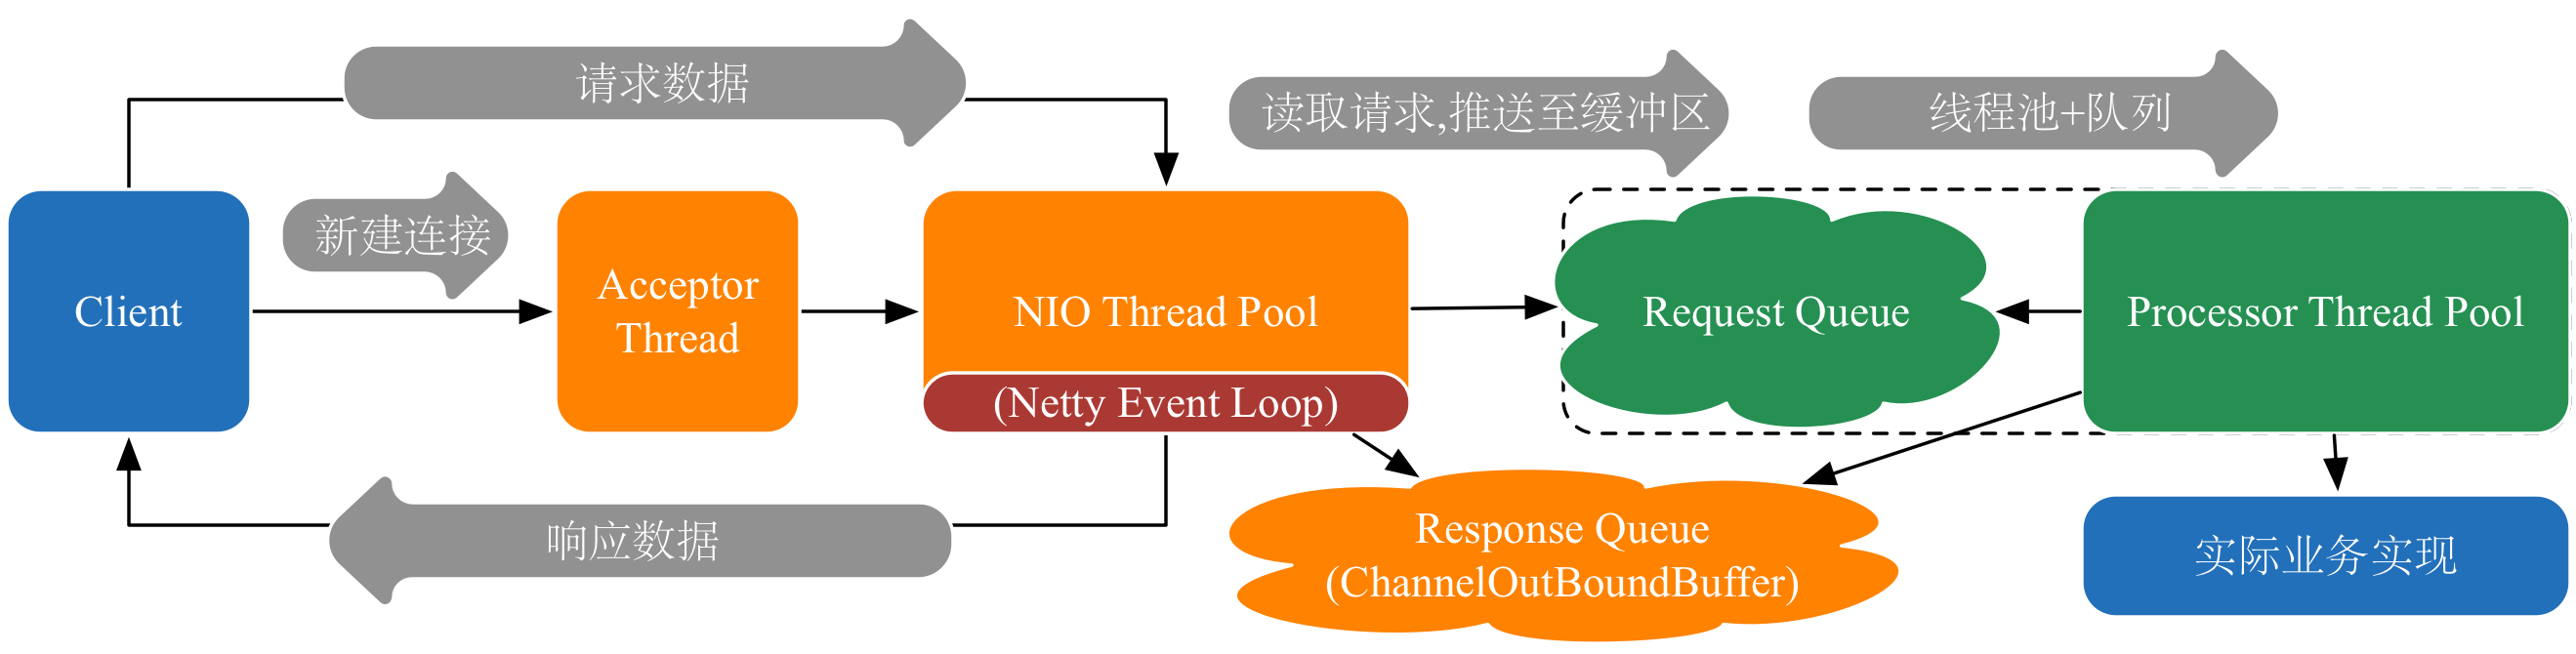 请求数据
读取请求,推送至缓冲区
线程池+队列
新建连接
Client
Acceptor
Thread
NIO Thread Pool
(Netty Event Loop)
Request Queue
Processor Thread Pool
响应数据
Response Queue
(ChannelOutBoundBuffer)
实际业务实现